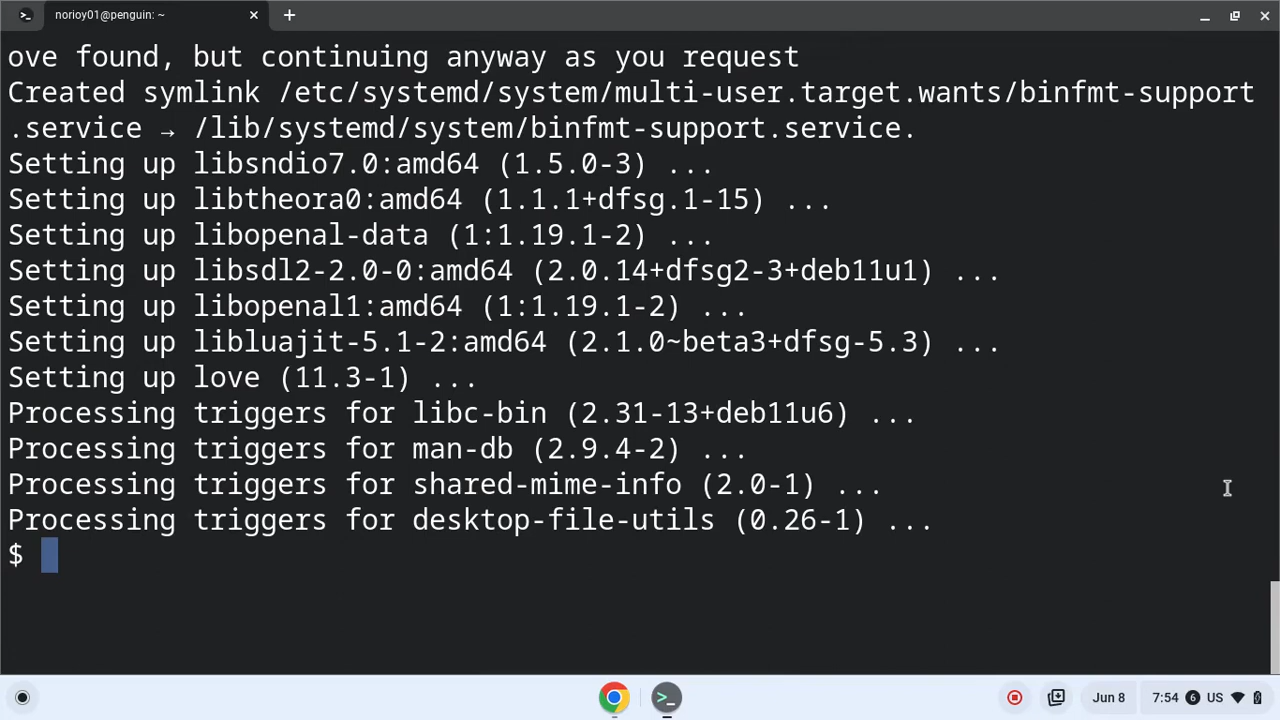 norioy01@penguin: ~
ove found, but continuing anyway as you request
Created symlink /etc/systemd/system/multi-user.target.wants/binfmt-support
.service → /lib/systemd/system/binfmt-support.service.
Setting up libsndio7.0:amd64 (1.5.0-3) ...
Setting up libtheora0:amd64 (1.1.1+dfsg.1-15) ...
Setting up libopenal-data (1:1.19.1-2) ...
Setting up libsdl2-2.0-0:amd64 (2.0.14+dfsg2-3+deb11u1) ...
Setting up libopenal1:amd64 (1:1.19.1-2) ...
Setting up libluajit-5.1-2:amd64 (2.1.0~beta3+dfsg-5.3) ...
Setting up love (11.3-1) ...
Processing triggers for libc-bin (2.31-13+deb11u6) ...
Processing triggers for man-db (2.9.4-2) ...
Processing triggers for shared-mime-info (2.0-1) ...
Processing triggers for desktop-file-utils (0.26-1) ...
$
Jun 8 7:54 6 US